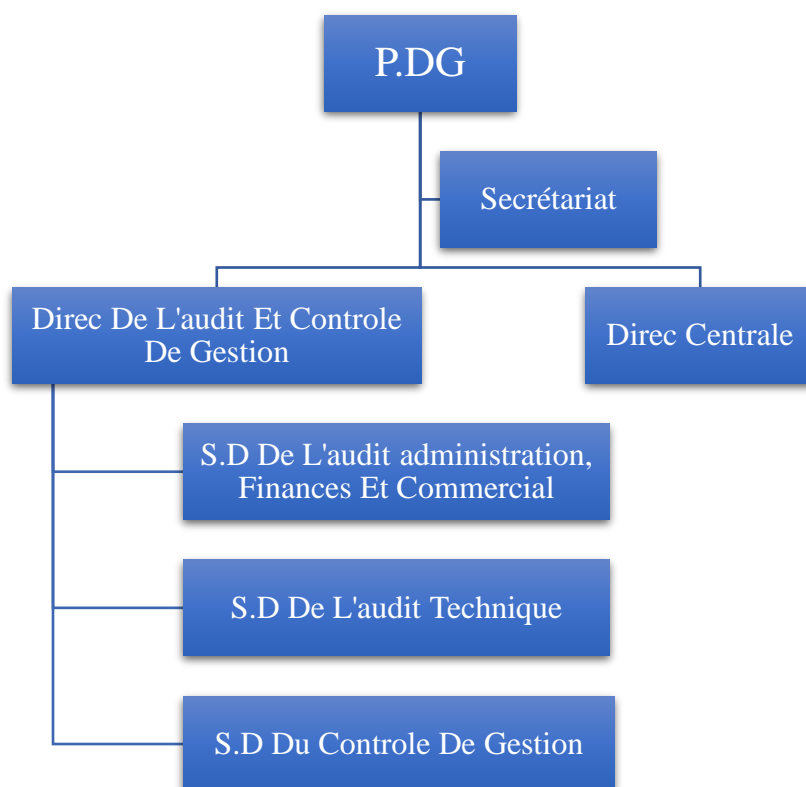 P.DG
Secrétariat
Direc De L'audit Et Controle
De Gestion
Direc Centrale
S.D De L'audit administration,
Finances Et Commercial
S.D De L'audit Technique
S.D Du Controle De Gestion